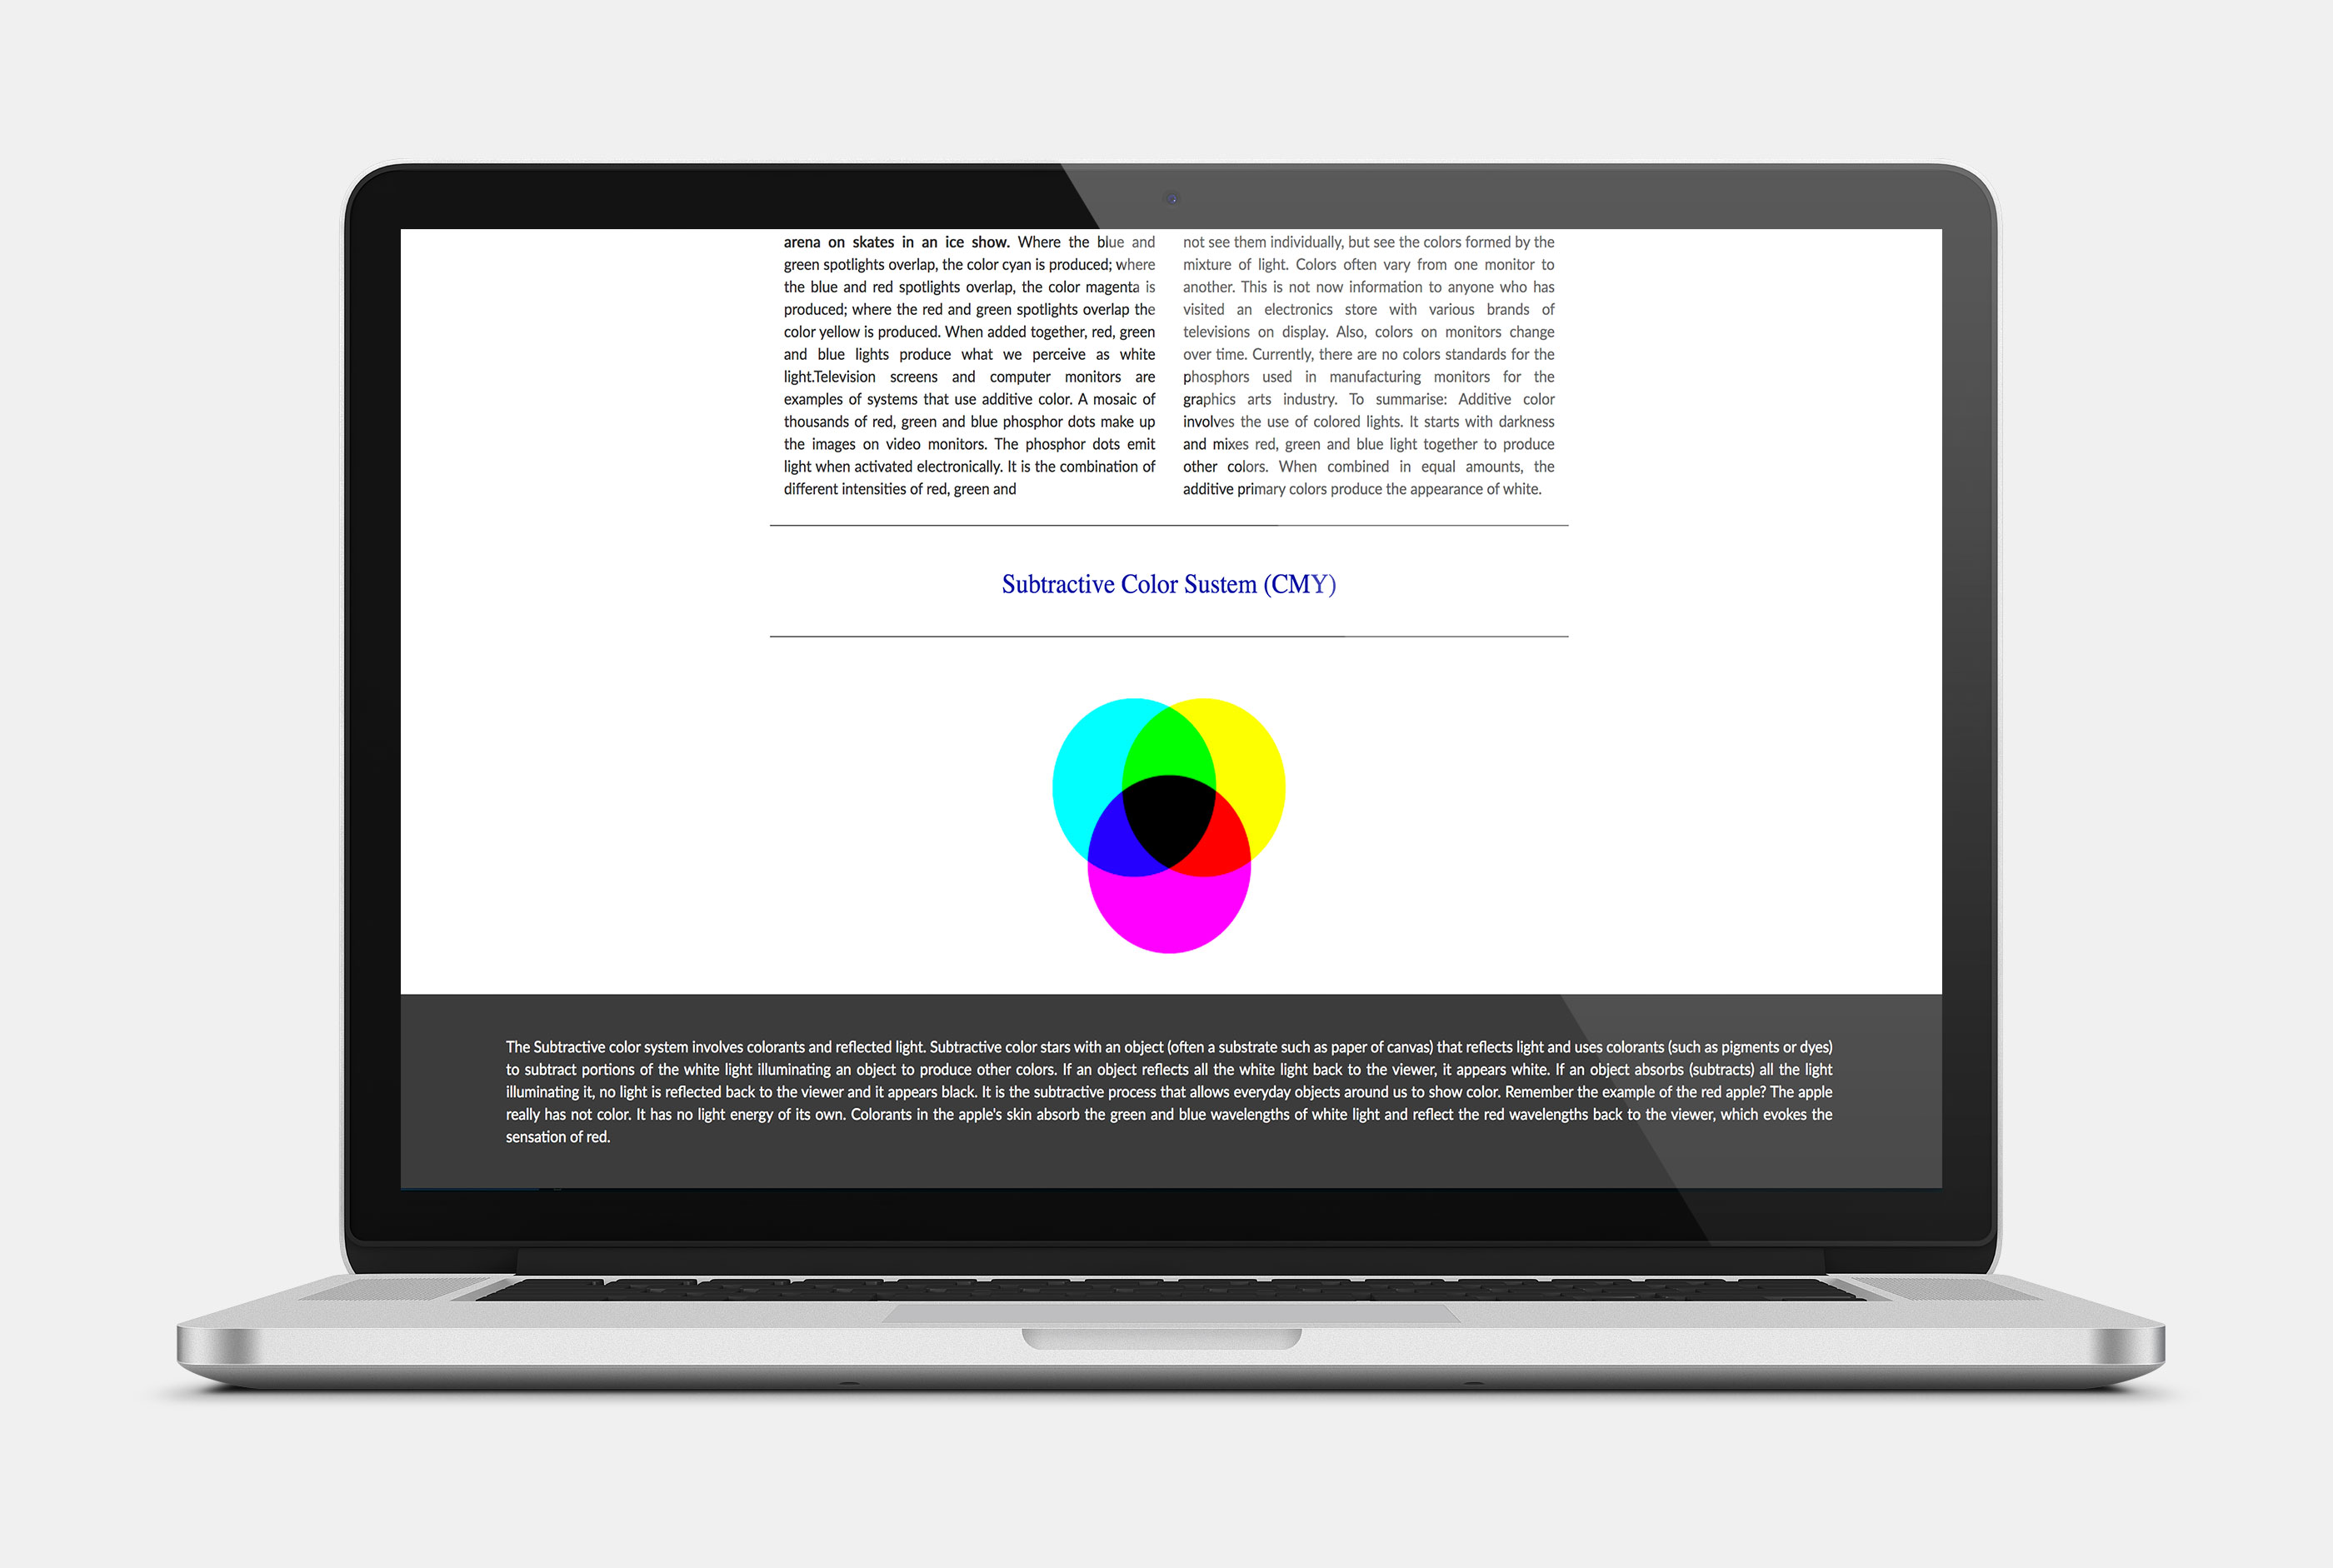 arena on skates in an ice show. Where the blue and
green spotlights overlap, the color cyan is produced; where
the blue and red spotlights overlap, the color magenta is
produced; where the red and green spotlights overlap the
color yellow is produced. When added together, red, green
and blue lights produce what we perceive as white
light.Television screens and computer monitors are
examples of systems that use additive color. A mosaic of
thousands of red, green and blue phosphor dots make up
the images on video monitors. The phosphor dots emit
light when activated electronically. It is the combination of
different intensities of red, green and
not see them individually, but see the colors formed by the
mixture of light. Colors often vary from one monitor to
another. This is not now information to anyone who has
visited an electronics store with various brands of
televisions on display. Also, colors on monitors change
over time. Currently, there are no colors standards for the
phosphors used in manufacturing monitors for the
graphics arts industry. To summarise: Additive color
involves the use of colored lights. It starts with darkness
and mixes red, green and blue light together to produce
other colors. When combined in equal amounts, the
additive primary colors produce the appearance of white.
Subtractive Color Sustem (CMY)
The Subtractive color system involves colorants and reflected light. Subtractive color stars with an object (often a substrate such as paper of canvas) that reflects light and uses colorants (such as pigments or dyes)
to subtract portions of the white light illuminating an object to produce other colors. If an object reflects all the white light back to the viewer, it appears white. If an object absorbs (subtracts) all the light
illuminating it, no light is reflected back to the viewer and it appears black. It is the subtractive process that allows everyday objects around us to show color. Remember the example of the red apple? The apple
really has not color. It has no light energy of its own. Colorants in the apple's skin absorb the green and blue wavelengths of white light and reflect the red wavelengths back to the viewer, which evokes the
sensation of red.